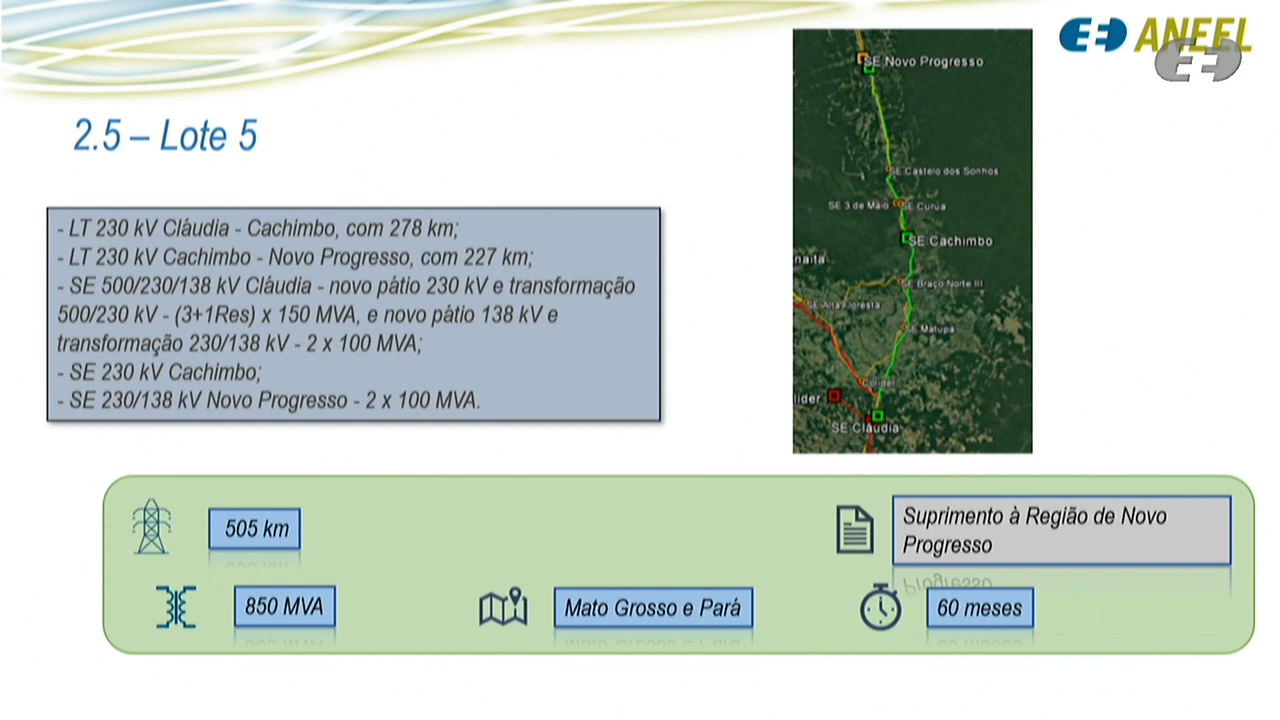 ANEEL
2.5 – Lote 5
- LT 230 kV Cláudia - Cachimbo, com 278 km;
- LT 230 kV Cachimbo - Novo Progresso, com 227 km;
- SE 500/230/138 kV Cláudia - novo pátio 230 kV e transformação
500/230 kV - (3+1Res) x 150 MVA, e novo pátio 138 kV e
transformação 230/138 kV - 2 x 100 MVA;
- SE 230 kV Cachimbo;
- SE 230/138 kV Novo Progresso - 2 x 100 MVA.
SE Novo Progresso
SE Castelo dos Sonhos
SE 3 de Maio
SE Curúa
SE Cachimbo
naíta
SE Braço Norte III
SE Alta Floresta
SE Matupá
Colíder
líder
SE Cláudia
505 km
Suprimento à Região de Novo
Progresso
850 MVA
Mato Grosso e Pará
60 meses